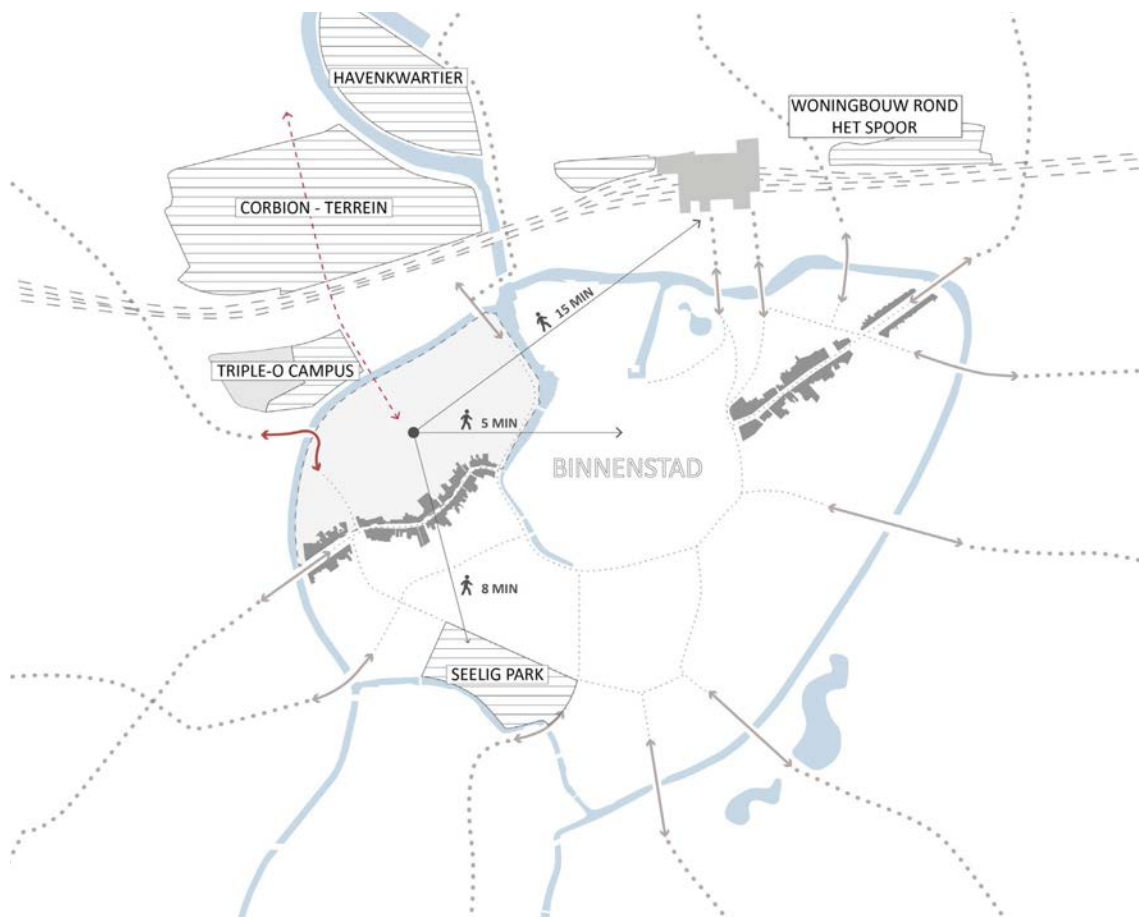 HAVENKWARTIER
WONINGBOUW ROND
HET SPOOR
CORBION - TERREIN
15 MIN
TRIPLE-O CAMPUS
5 MIN
BINNENSTAD
8 MIN
SEELIG PARK